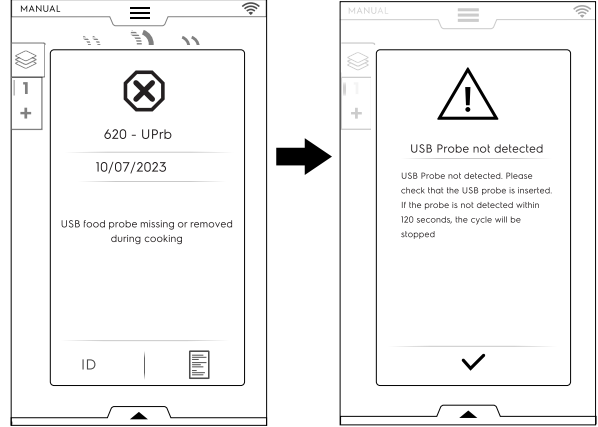 MANUAL
1
+
620 - UPrb
10/07/2023
USB food probe missing or removed
during cooking
ID
MANUAL
1
+
USB Probe not detected
USB Probe not detected. Please
check that the USB probe is inserted.
If the probe is not detected within
120 seconds, the cycle will be
stopped